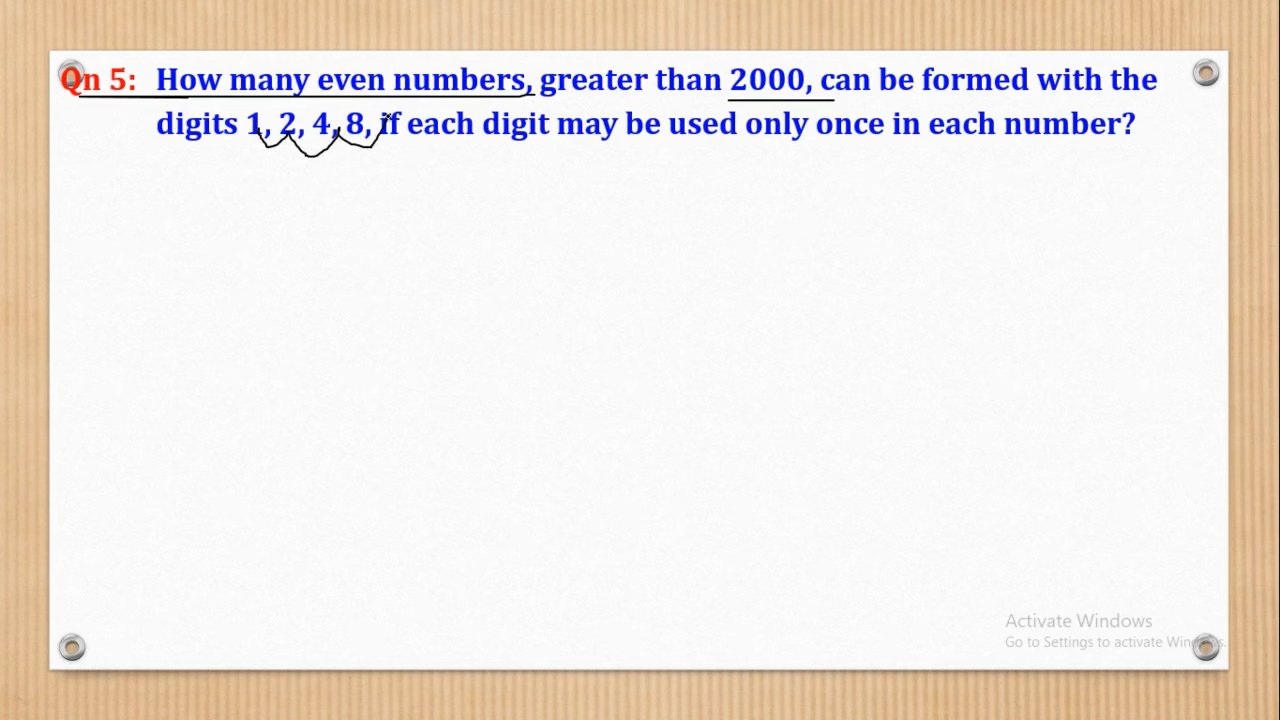 Qn 5: How many even numbers, greater than 2000, can be formed with the
digits 1, 2, 4, 8, if each digit may be used only once in each number?
Activate Windows
Go to Settings to activate Windows.